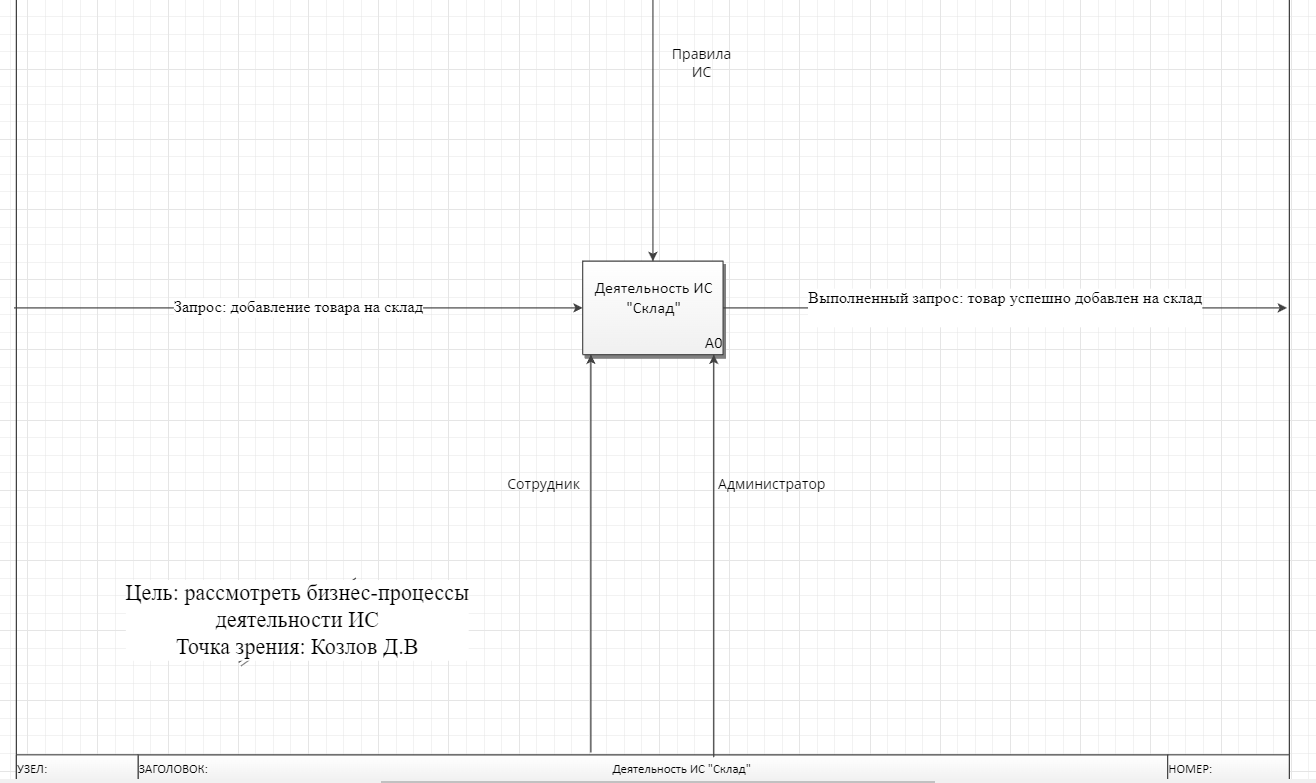 Правила
ИС
Деятельность ИС
"Склад"
A0
Запрос: добавление товара на склад
Выполненный запрос: товар успешно добавлен на склад
Сотрудник
Администратор
Цель: рассмотреть бизнес-процессы
деятельности ИС
Точка зрения: Козлов Д.В
УЗЕЛ:
ЗАГОЛОВОК:
Деятельность ИС "Склад"
НОМЕР: